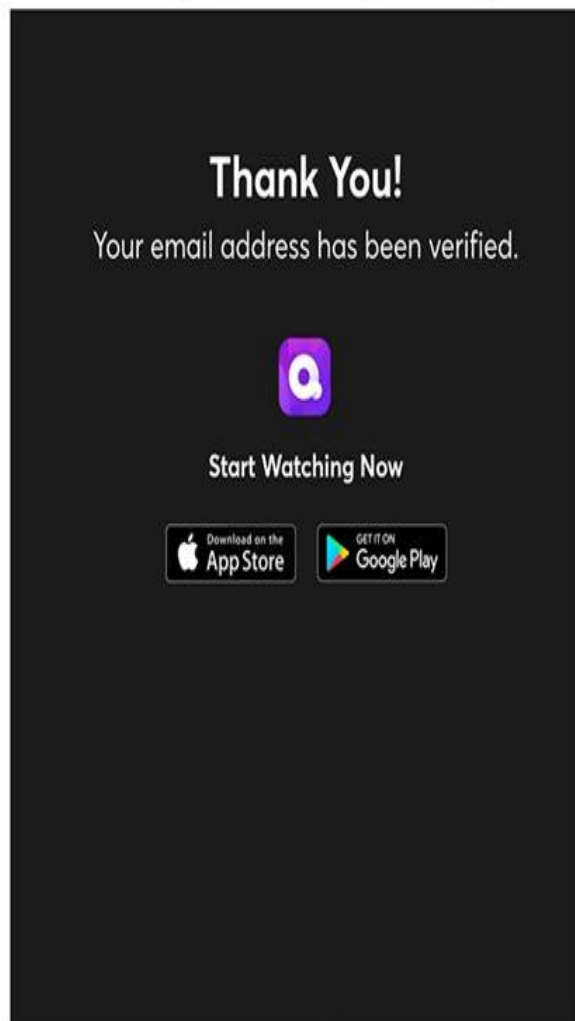 Thank You!
Your email address has been verified.
Start Watching Now
Download on the
App Store
GET IT ON
Google Play